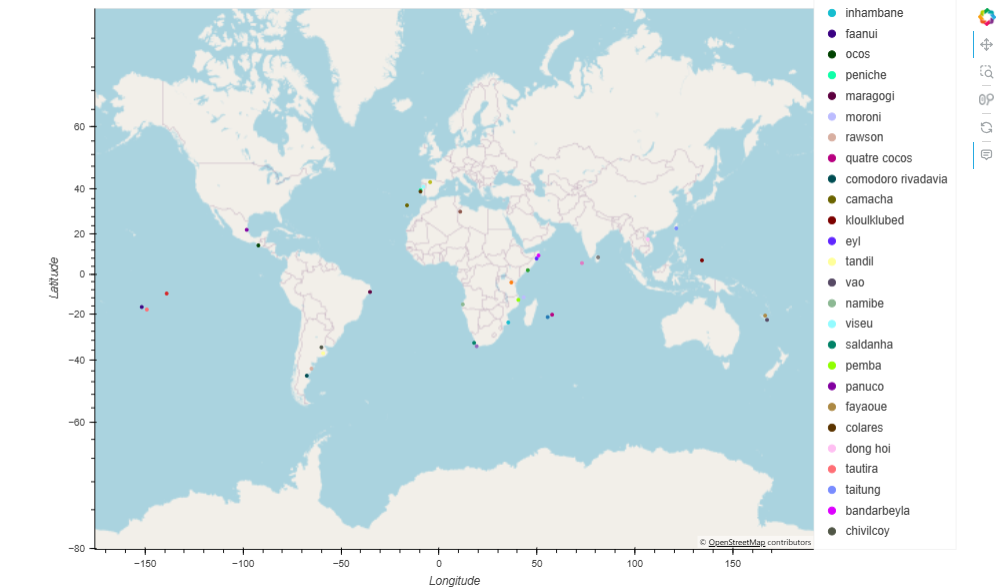 inhambane
faanui
ocos
peniche
maragogi
moroni
rawson
quatre cocos
comodoro rivadavia
camacha
kloulklubed
eyl
tandil
vao
namibe
viseu
saldanha
pemba
panuco
fayaoue
colares
dong hoi
tautira
taitung
bandarbeyla
chivilcoy
60
40
20
0
−20
−40
−60
−80
Latitude
© OpenStreetMap contributors
−150
−100
−50
0
50
100
150
Longitude